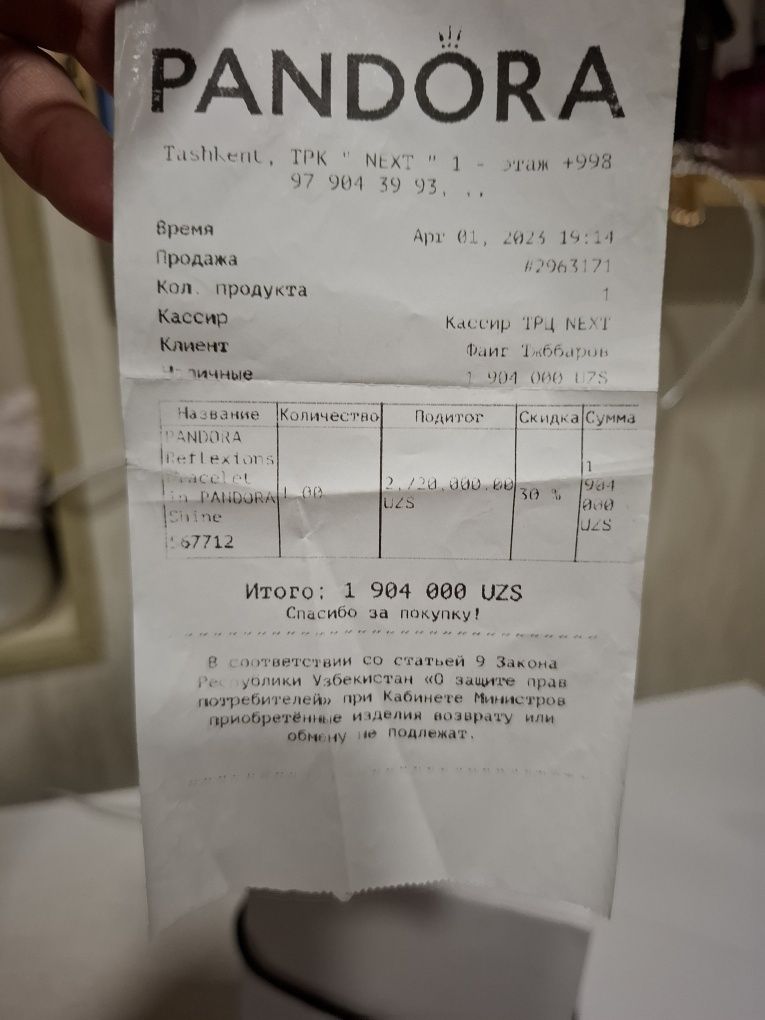 PANDORA
Tashkent, ТРК " NEXT " 1 - этаж +998
97 904 39 93, ,,
Время Apr 01, 2023 19:14
Продажа #2963171
Кол. продукта 1
Кассир Кассир ТРЦ NEXT
Клиент Фаиг
Наличные 1 904 000 UZS
Название Количество Подитог Скидка Сумма
PANDORA
Reflexions
Bracelet
in PANDORA
Shine
567712
1.00
2,720,000.00
UZS
30 %
1
904
000
UZS
Итого: 1 904 000 UZS
Спасибо за покупку!
В соответствии со статьей 9 Закона
Республики Узбекистан «О защите прав
потребителей» при Кабинете Министров
приобретённые изделия возврату или
обмену не подлежат.